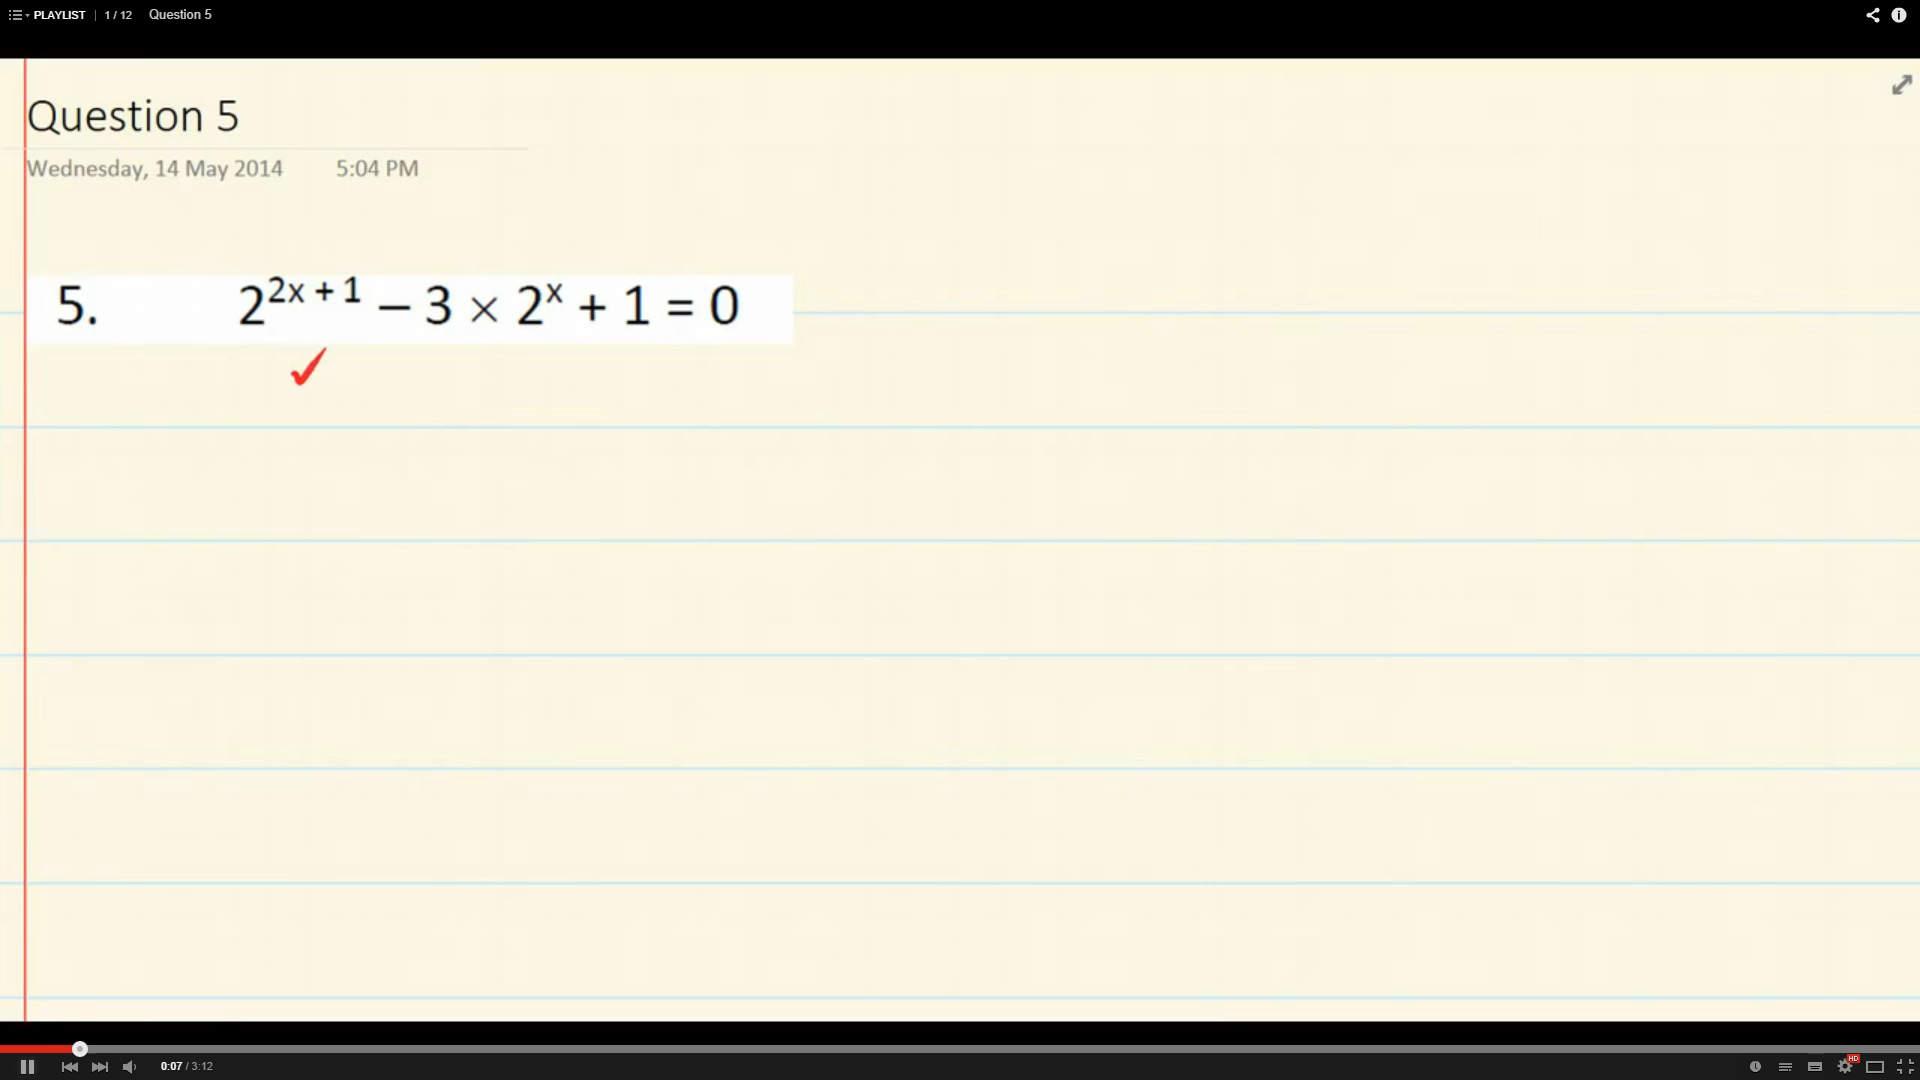 PLAYLIST | 1 / 12 Question 5
Question 5
Wednesday, 14 May 2014 5:04 PM
5. 2^(2x + 1) – 3 × 2^x + 1 = 0
0:07 / 3:12
HD